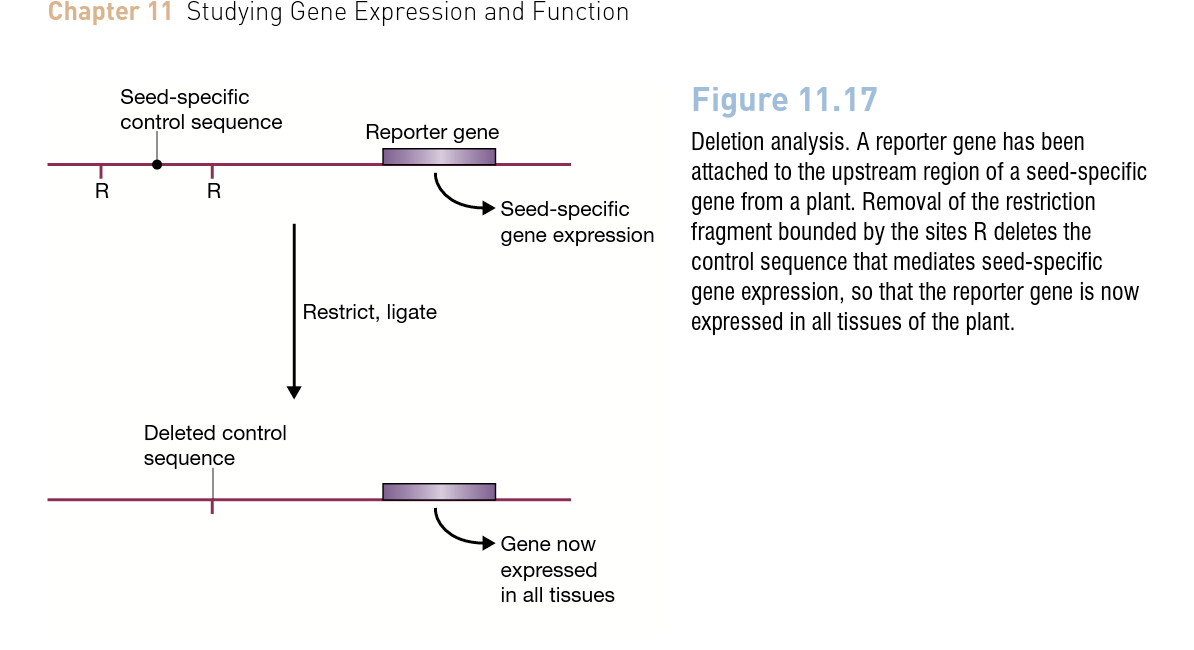 Chapter 11 Studying Gene Expression and Function
Seed-specific
control sequence
Reporter gene
R
R
Seed-specific
gene expression
Restrict, ligate
Deleted control
sequence
Gene now
expressed
in all tissues
Figure 11.17
Deletion analysis. A reporter gene has been
attached to the upstream region of a seed-specific
gene from a plant. Removal of the restriction
fragment bounded by the sites R deletes the
control sequence that mediates seed-specific
gene expression, so that the reporter gene is now
expressed in all tissues of the plant.